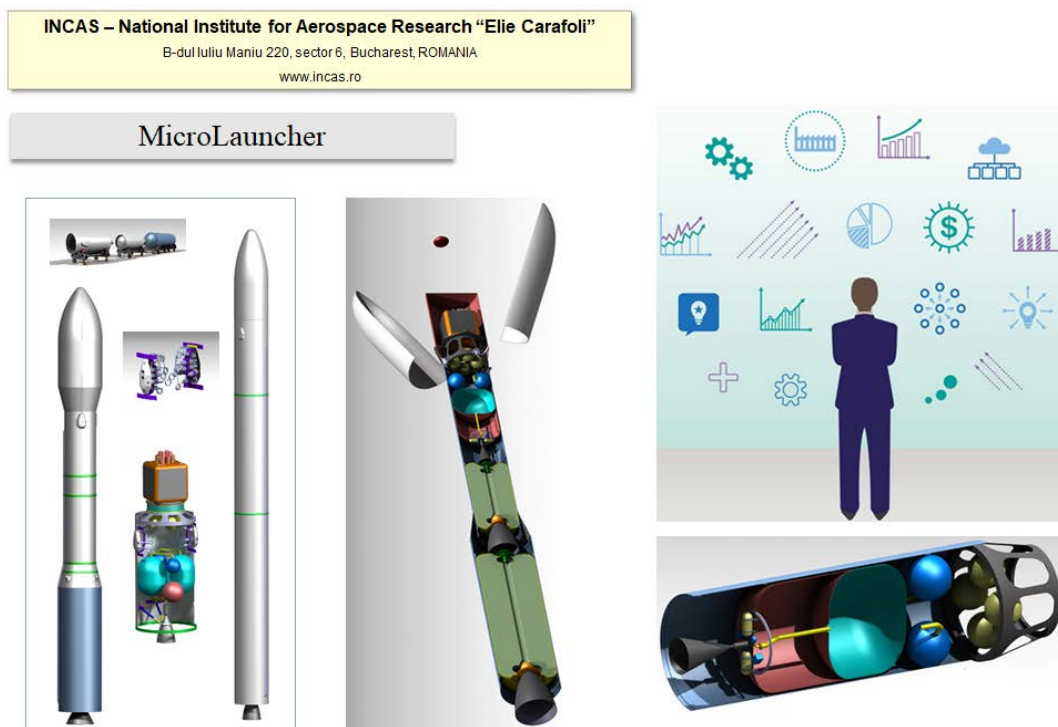 INCAS – National Institute for Aerospace Research “Elie Carafoli”
B-dul Iuliu Maniu 220, sector 6, Bucharest, ROMANIA
www.incas.ro
MicroLauncher
$